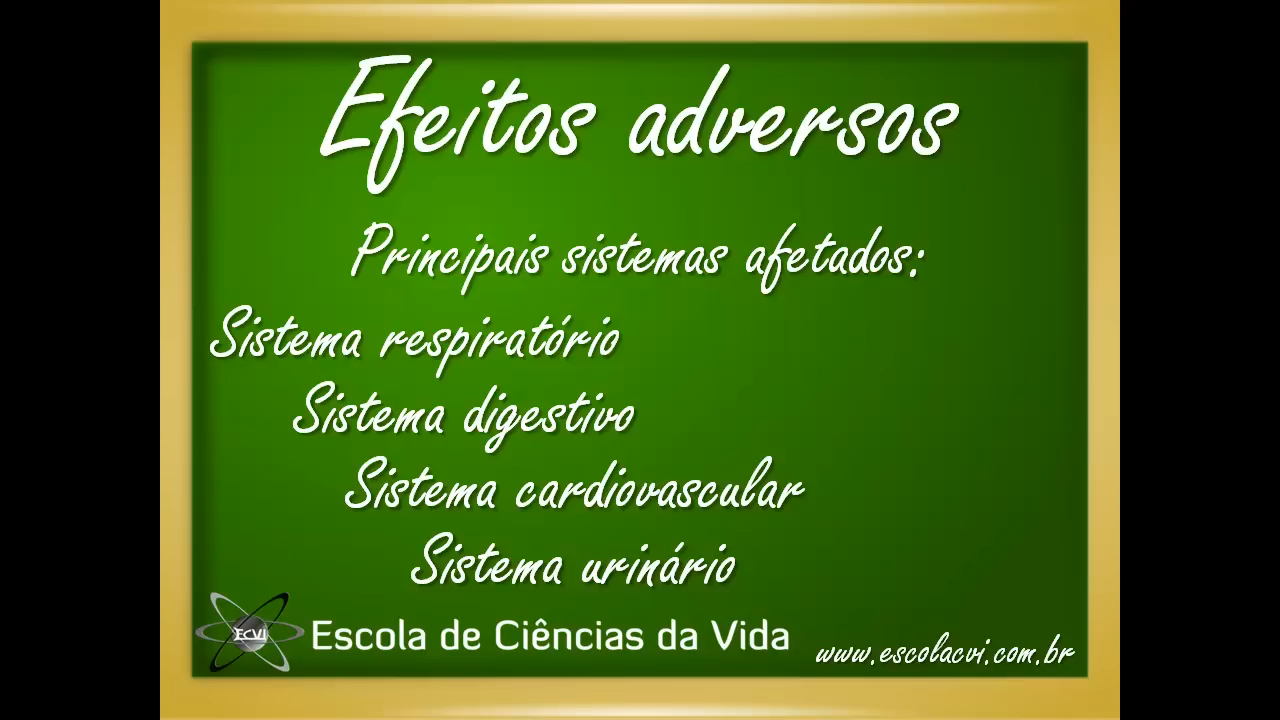 Efeitos adversos
Principais sistemas afetados:
Sistema respiratório
Sistema digestivo
Sistema cardiovascular
Sistema urinário
ECVI Escola de Ciências da Vida
www.escolacvi.com.br